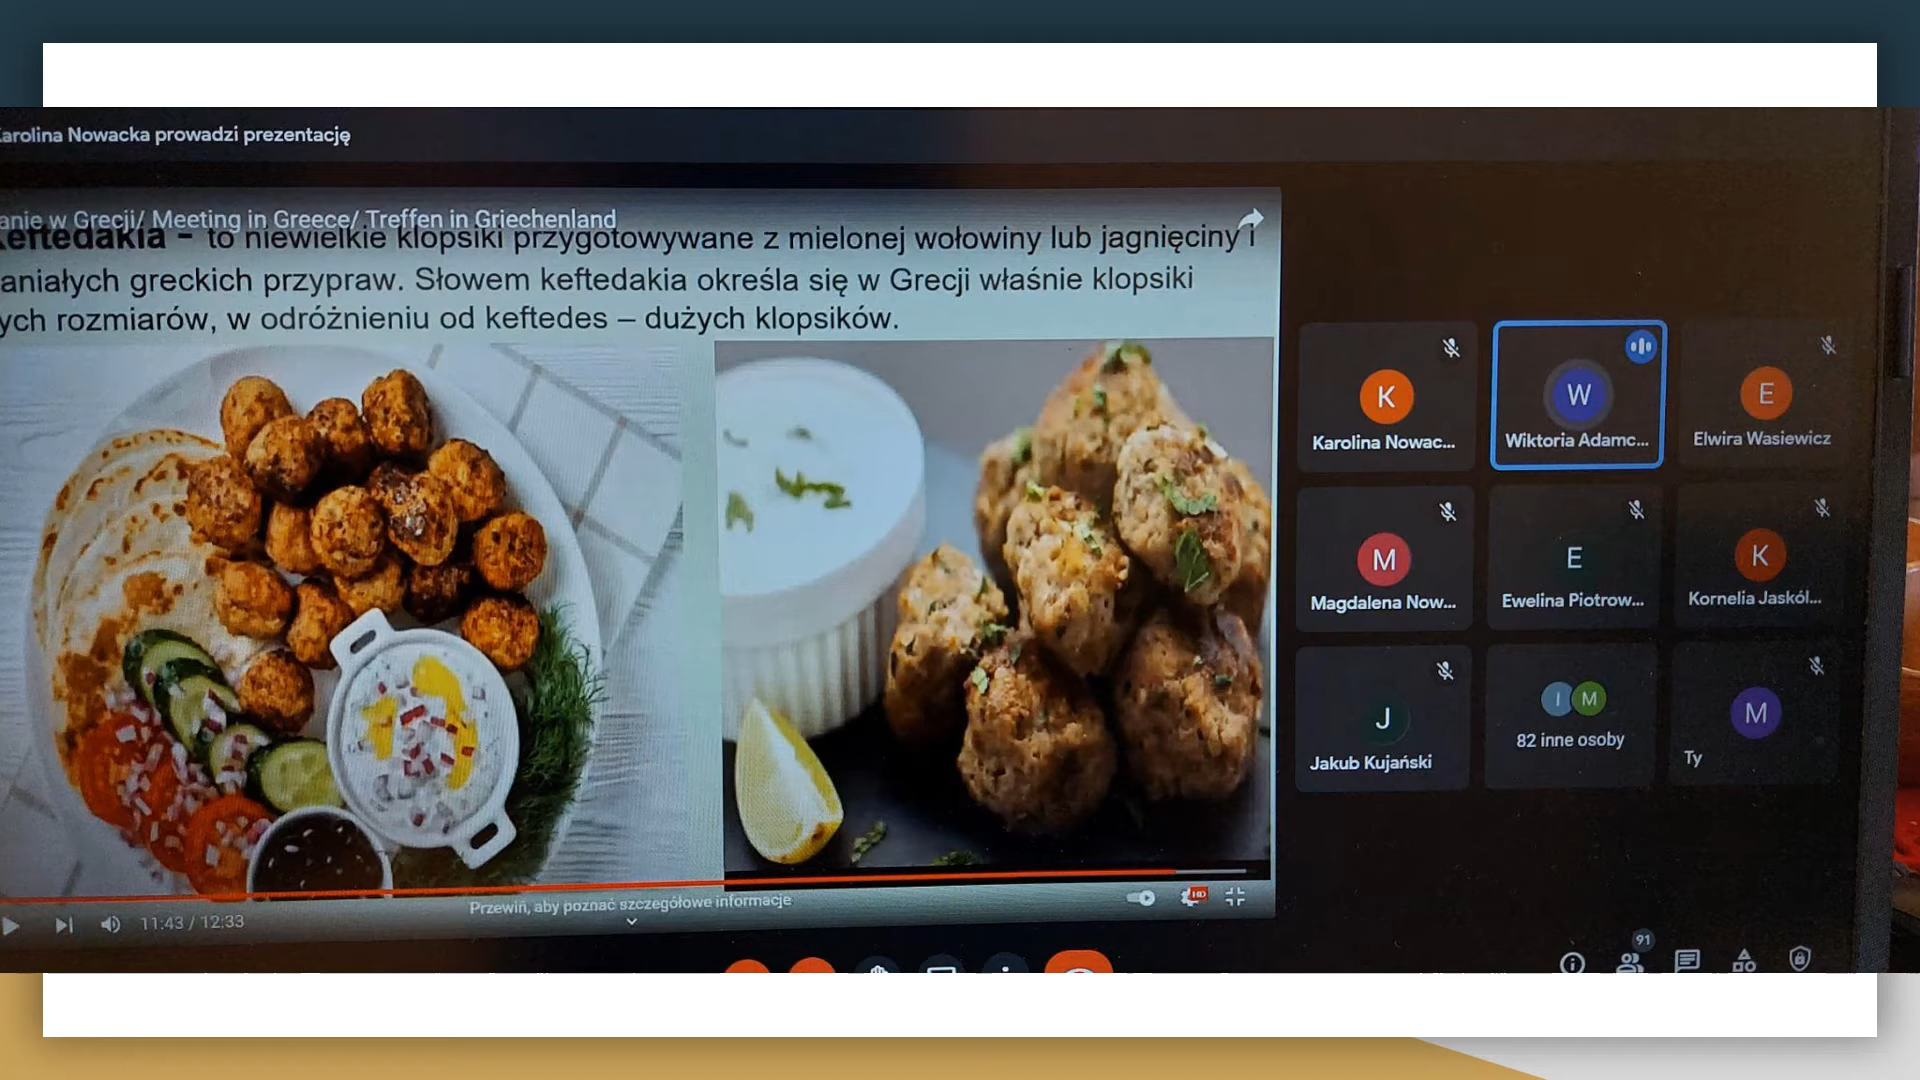 arolina Nowacka prowadzi prezentację
anie w Grecji/ Meeting in Greece/ Treffen in Griechenland
keftedakia – to niewielkie klopsiki przygotowywane z mielonej wołowiny lub jagnięciny i
aniałych greckich przypraw. Słowem keftedakia określa się w Grecji właśnie klopsiki
ych rozmiarów, w odróżnieniu od keftedes – dużych klopsików.
K
Karolina Nowac...
W
Wiktoria Adamc...
E
Elwira Wasiewicz
M
Magdalena Now...
E
Ewelina Piotrow...
K
Kornelia Jaskól...
J
Jakub Kujański
I M
82 inne osoby
M
Ty
Przewiń, aby poznać szczegółowe informacje
11:43 / 12:33
HD
91